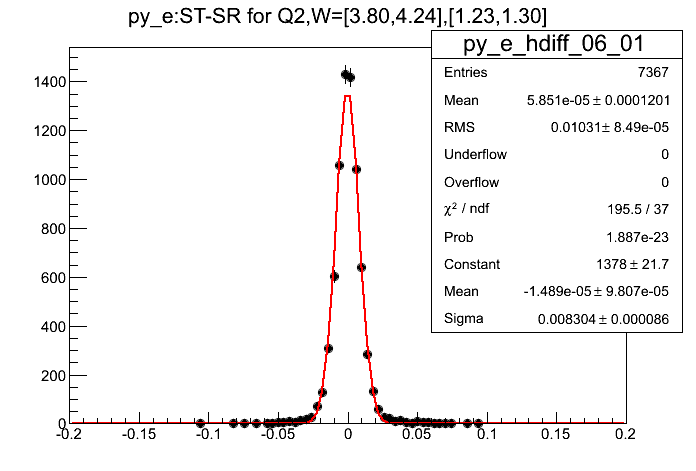 py_e:ST-SR for Q2,W=[3.80,4.24],[1.23,1.30]
py_e_hdiff_06_01
Entries 7367
Mean 5.851e-05 ± 0.0001201
RMS 0.01031 ± 8.49e-05
Underflow 0
Overflow 0
χ² / ndf 195.5 / 37
Prob 1.887e-23
Constant 1378 ± 21.7
Mean -1.489e-05 ± 9.807e-05
Sigma 0.008304 ± 0.000086
1400
1200
1000
800
600
400
200
0
-0.2 -0.15 -0.1 -0.05 0 0.05 0.1 0.15 0.2